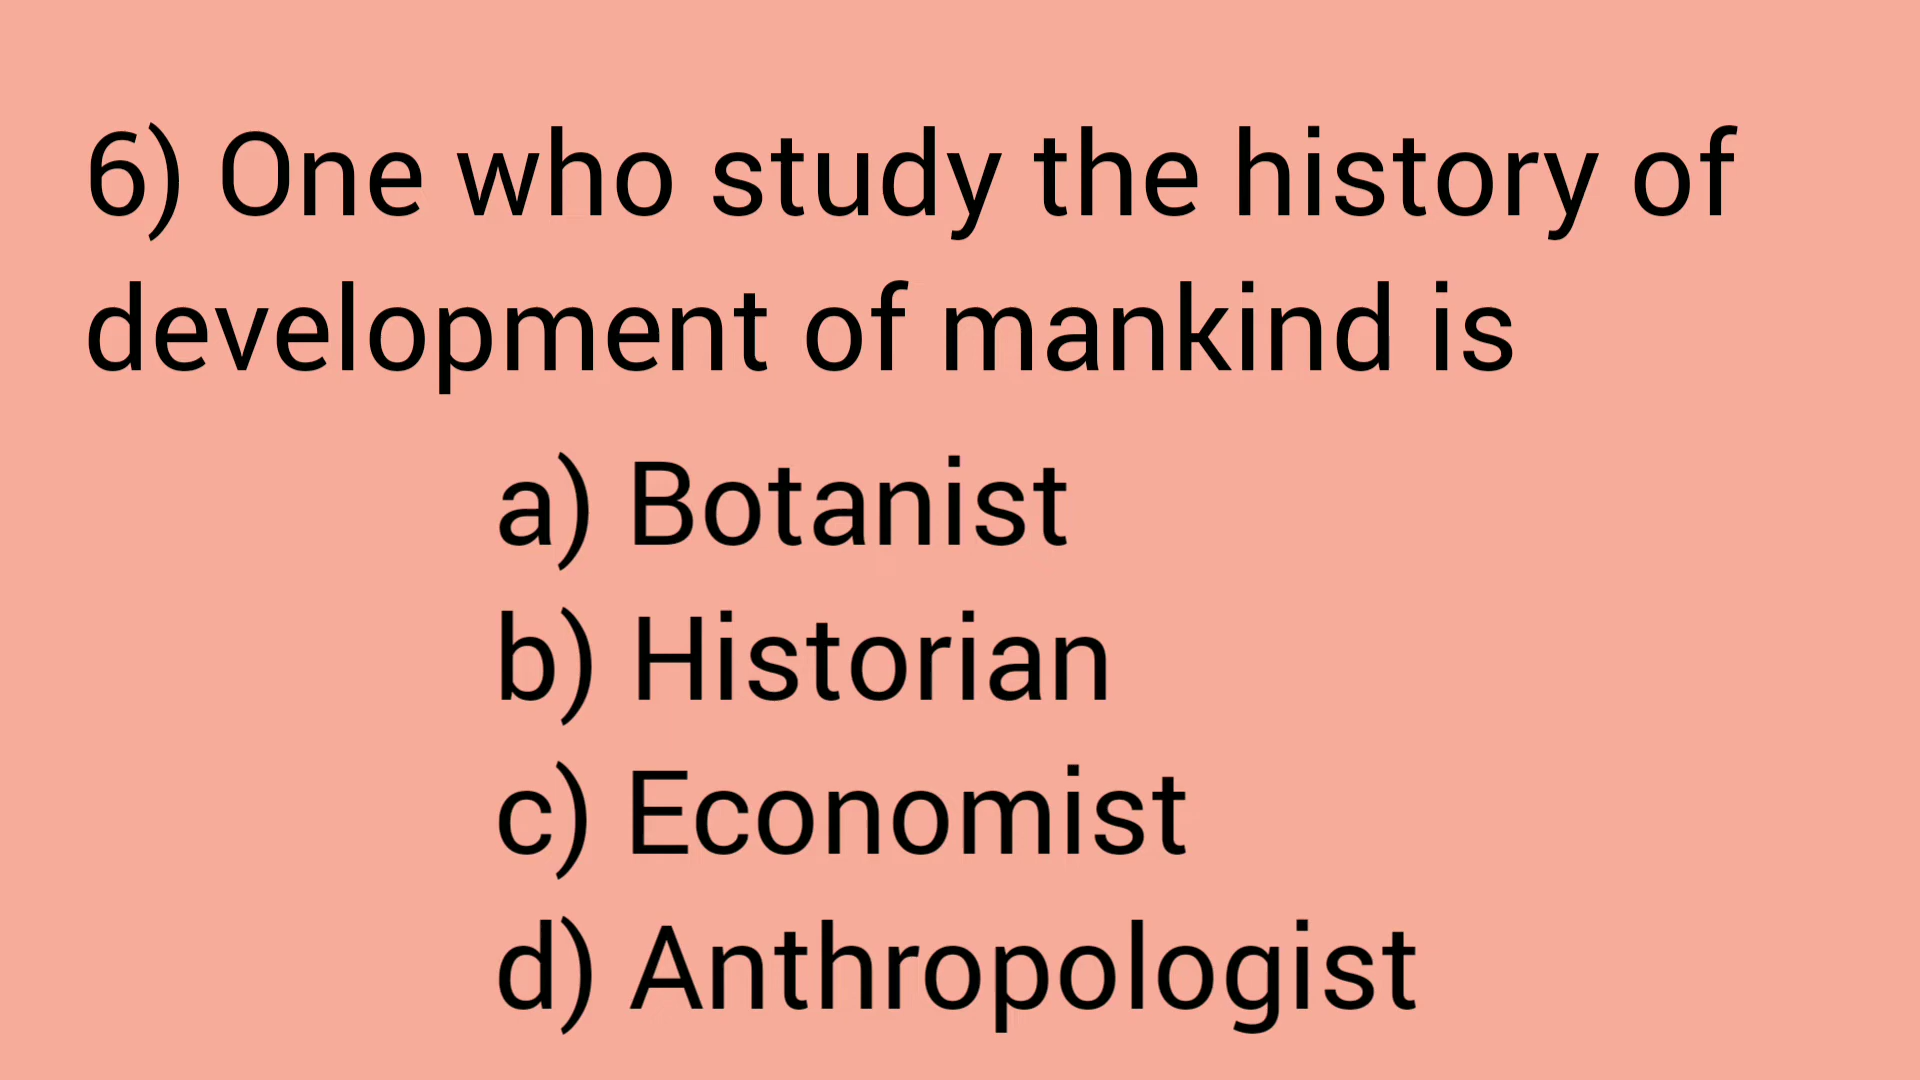 6) One who study the history of
development of mankind is
a) Botanist
b) Historian
c) Economist
d) Anthropologist